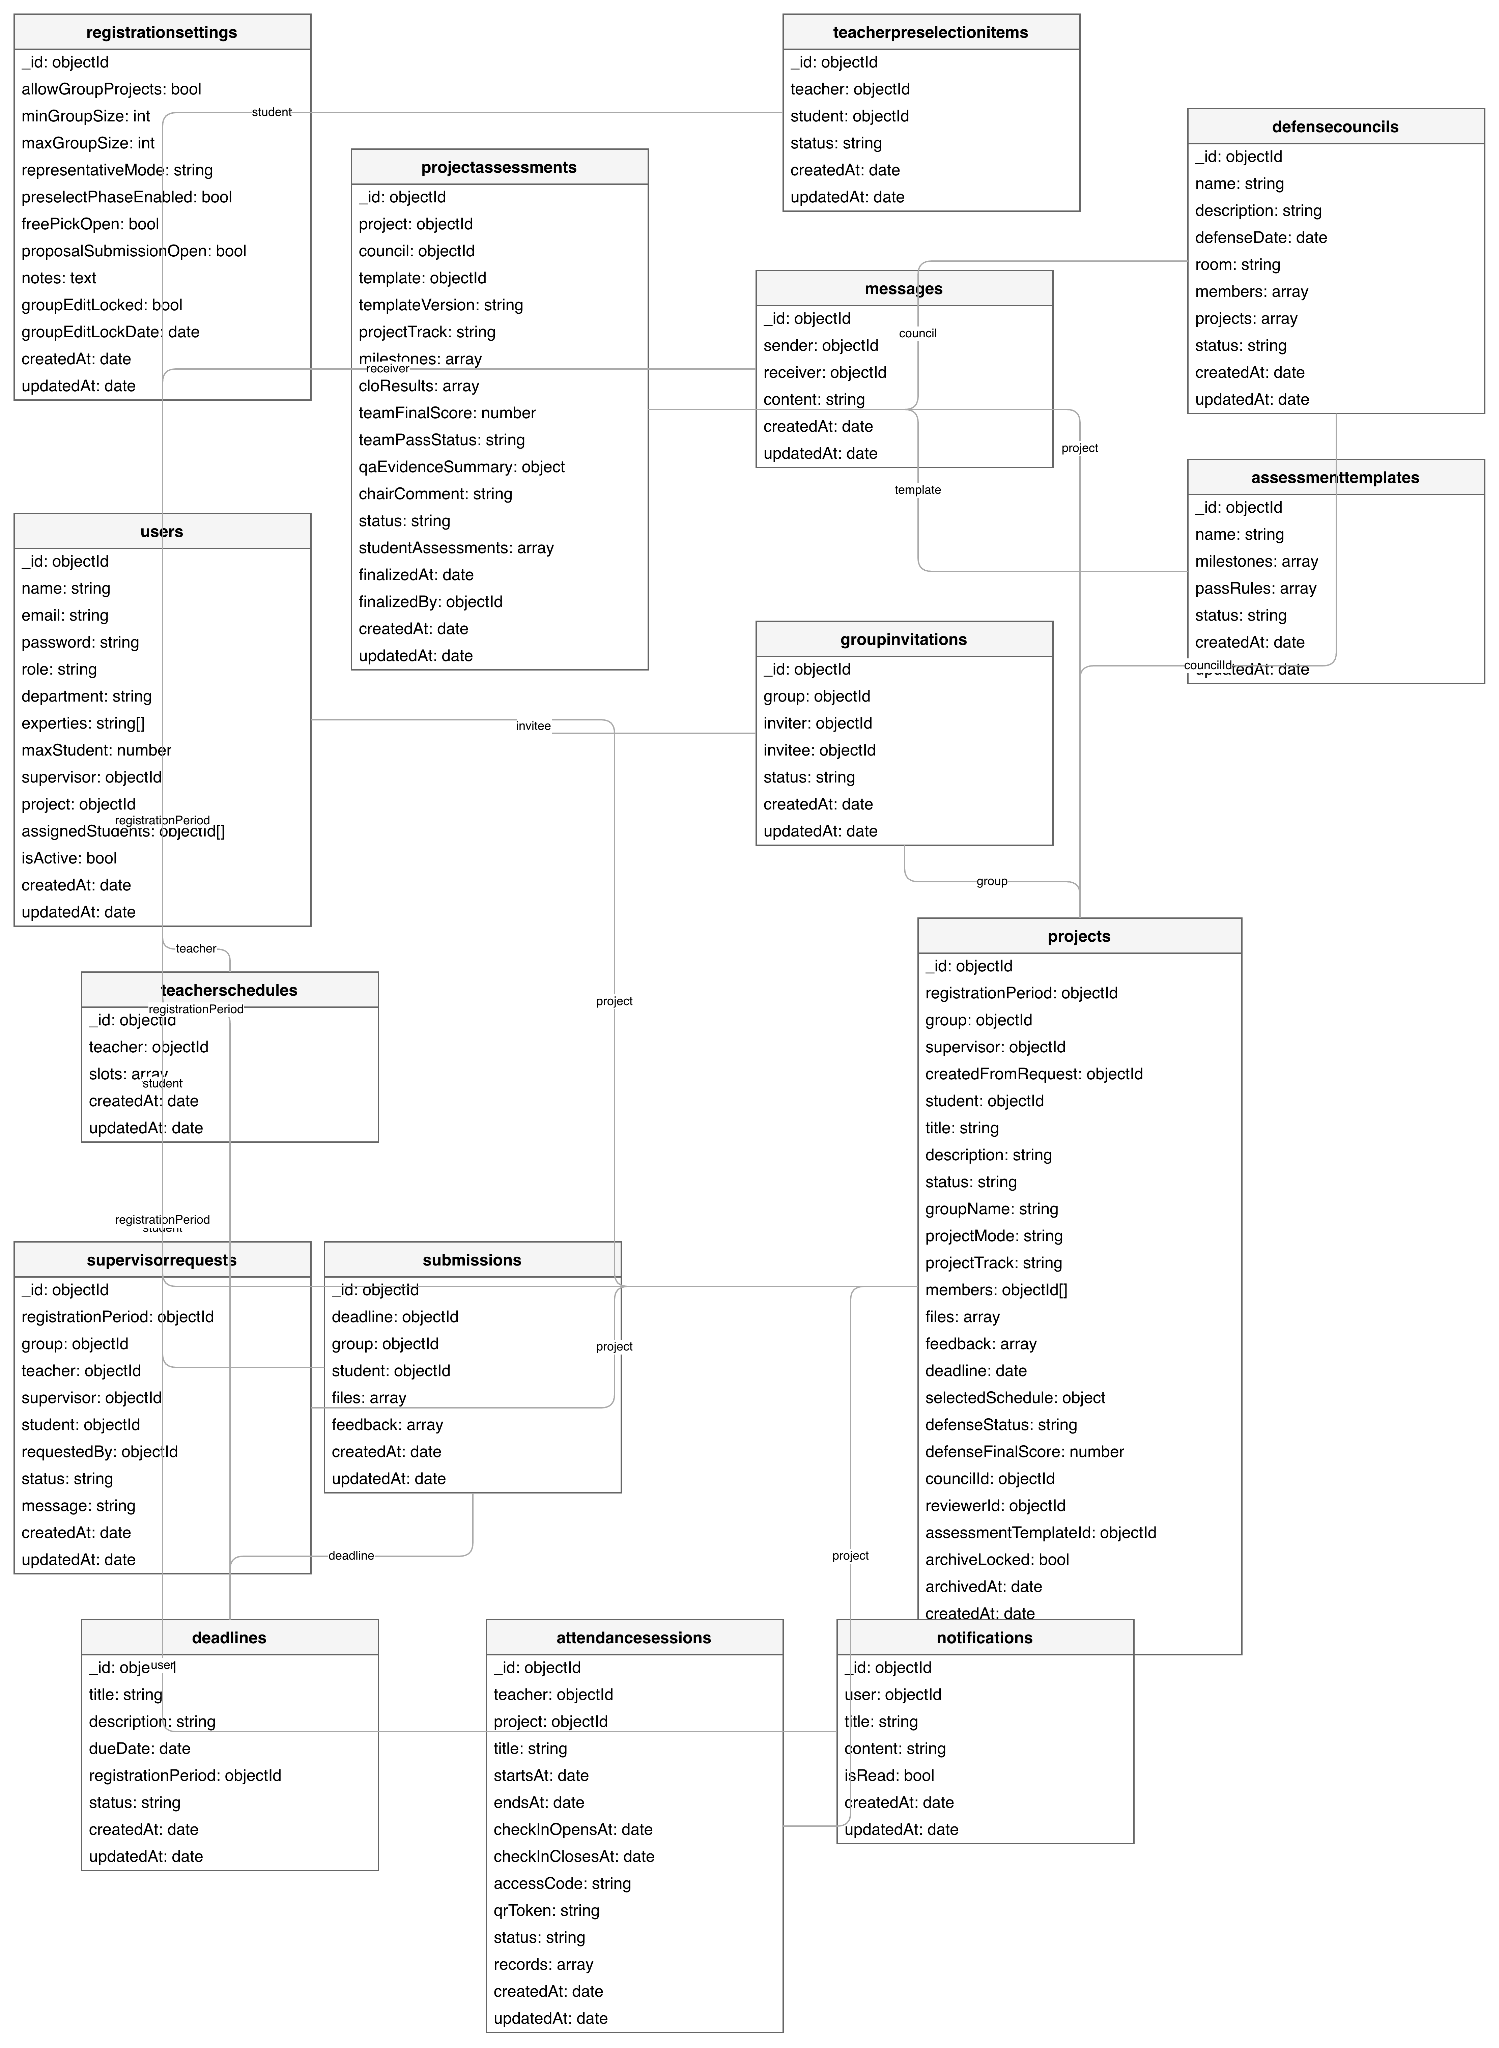 registrationsettings
_id: objectId
allowGroupProjects: bool
minGroupSize: int
maxGroupSize: int
representativeMode: string
preselectPhaseEnabled: bool
freePickOpen: bool
proposalSubmissionOpen: bool
notes: text
groupEditLocked: bool
groupEditLockDate: date
createdAt: date
updatedAt: date
student
teacherpreselectionitems
_id: objectId
teacher: objectId
student: objectId
status: string
createdAt: date
updatedAt: date
defensecouncils
_id: objectId
name: string
description: string
defenseDate: date
room: string
members: array
projects: array
status: string
createdAt: date
updatedAt: date
projectassessments
_id: objectId
project: objectId
council: objectId
template: objectId
templateVersion: string
projectTrack: string
milestones: array
receiver
cloResults: array
teamFinalScore: number
teamPassStatus: string
qaEvidenceSummary: object
chairComment: string
status: string
studentAssessments: array
finalizedAt: date
finalizedBy: objectId
createdAt: date
updatedAt: date
messages
_id: objectId
sender: objectId
receiver: objectId
content: string
createdAt: date
updatedAt: date
council
project
template
assessmenttemplates
_id: objectId
name: string
milestones: array
passRules: array
status: string
createdAt: date
updatedAt: date
councilId
users
_id: objectId
name: string
email: string
password: string
role: string
department: string
experties: string[]
maxStudent: number
supervisor: objectId
project: objectId
registrationPeriod
assignedStudents: objectId[]
isActive: bool
createdAt: date
updatedAt: date
invitee
groupinvitations
_id: objectId
group: objectId
inviter: objectId
invitee: objectId
status: string
createdAt: date
updatedAt: date
group
teacher
teacherschedules
registrationPeriod
_id: objectId
teacher: objectId
slots: array
student
createdAt: date
updatedAt: date
project
projects
_id: objectId
registrationPeriod: objectId
group: objectId
supervisor: objectId
createdFromRequest: objectId
student: objectId
title: string
description: string
status: string
groupName: string
projectMode: string
projectTrack: string
members: objectId[]
files: array
feedback: array
deadline: date
selectedSchedule: object
defenseStatus: string
defenseFinalScore: number
councilId: objectId
reviewerId: objectId
assessmentTemplateId: objectId
archiveLocked: bool
archivedAt: date
createdAt: date
registrationPeriod
student
supervisorrequests
_id: objectId
registrationPeriod: objectId
group: objectId
teacher: objectId
supervisor: objectId
student: objectId
requestedBy: objectId
status: string
message: string
createdAt: date
updatedAt: date
submissions
_id: objectId
deadline: objectId
group: objectId
student: objectId
files: array
feedback: array
createdAt: date
updatedAt: date
project
deadline
project
deadlines
_id: obje
user
title: string
description: string
dueDate: date
registrationPeriod: objectId
status: string
createdAt: date
updatedAt: date
attendancesessions
_id: objectId
teacher: objectId
project: objectId
title: string
startsAt: date
endsAt: date
checkInOpensAt: date
checkInClosesAt: date
accessCode: string
qrToken: string
status: string
records: array
createdAt: date
updatedAt: date
notifications
_id: objectId
user: objectId
title: string
content: string
isRead: bool
createdAt: date
updatedAt: date